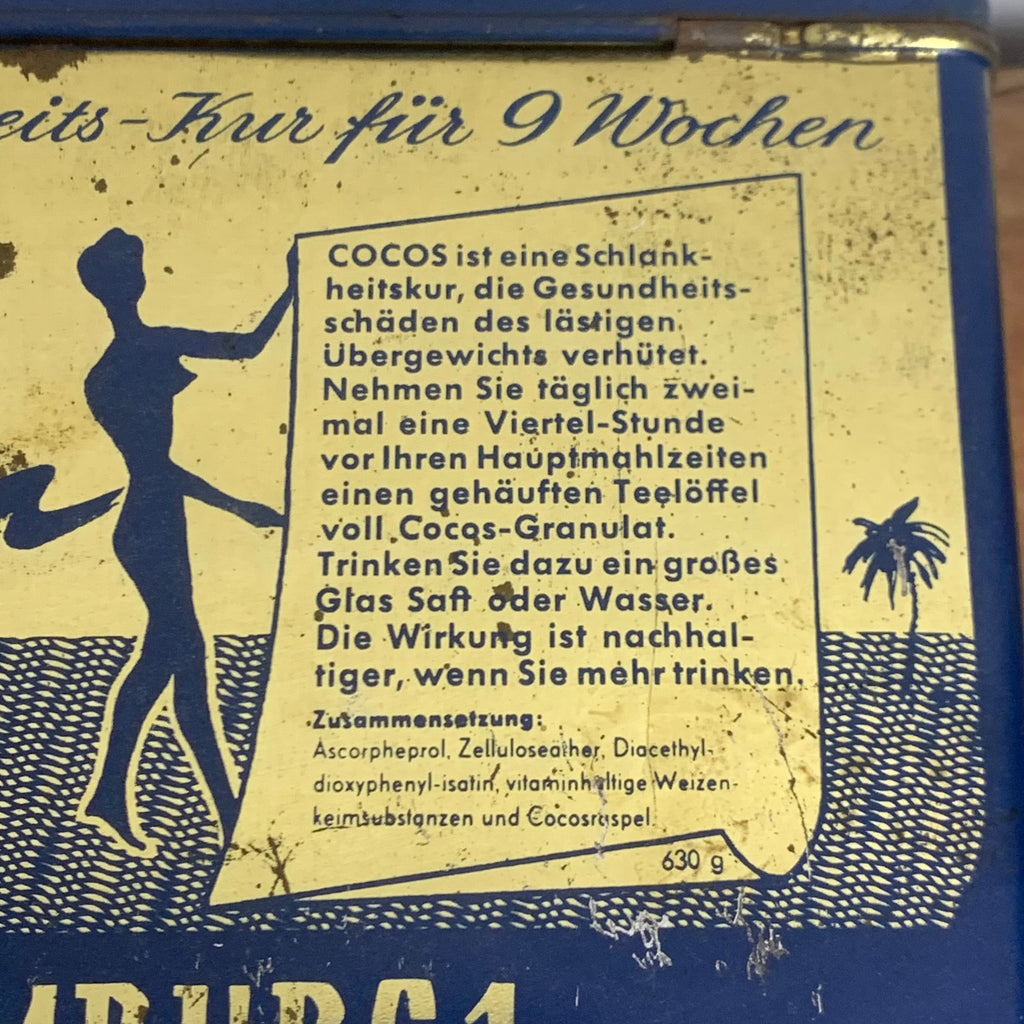 eits-Kur für 9 Wochen
COCOS ist eine Schlank-
heitskur, die Gesundheits-
schäden des lästigen
Übergewichts verhütet.
Nehmen Sie täglich zwei-
mal eine Viertel-Stunde
vor Ihren Hauptmahlzeiten
einen gehäuften Teelöffel
voll Cocos-Granulat.
Trinken Sie dazu ein großes
Glas Saft oder Wasser.
Die Wirkung ist nachhal-
tiger, wenn Sie mehr trinken.
Zusammensetzung:
Ascorpheprol, Zelluloseäther, Diacethyl-
dioxyphenyl-isatin, vitaminhaltige Weizen-
keimsubstanzen und Cocosraspel.
630 g
MBURG 1